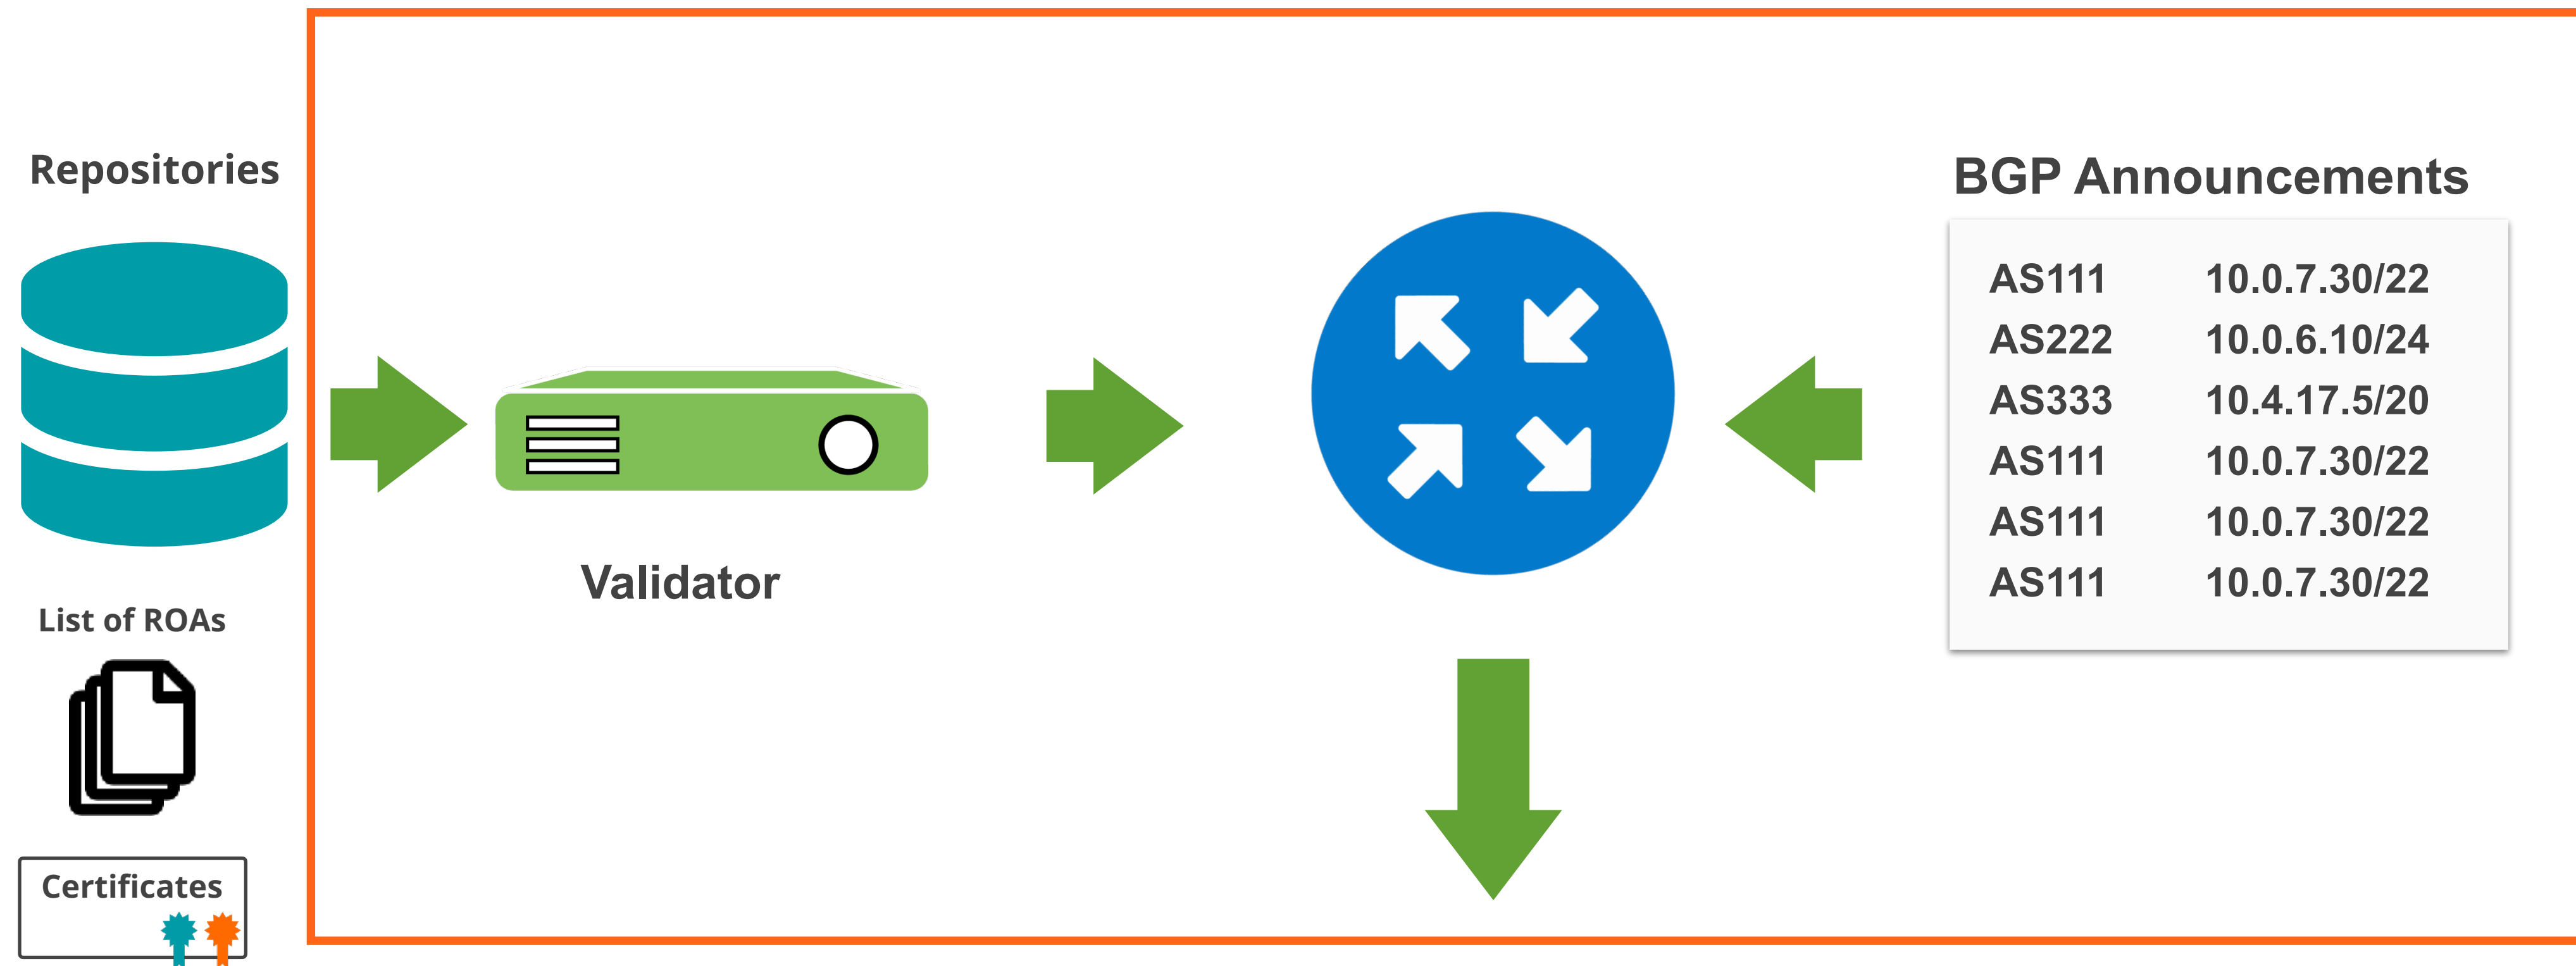 Repositories
List of ROAs
Certificates
Validator
BGP Announcements
AS111 10.0.7.30/22
AS222 10.0.6.10/24
AS333 10.4.17.5/20
AS111 10.0.7.30/22
AS111 10.0.7.30/22
AS111 10.0.7.30/22